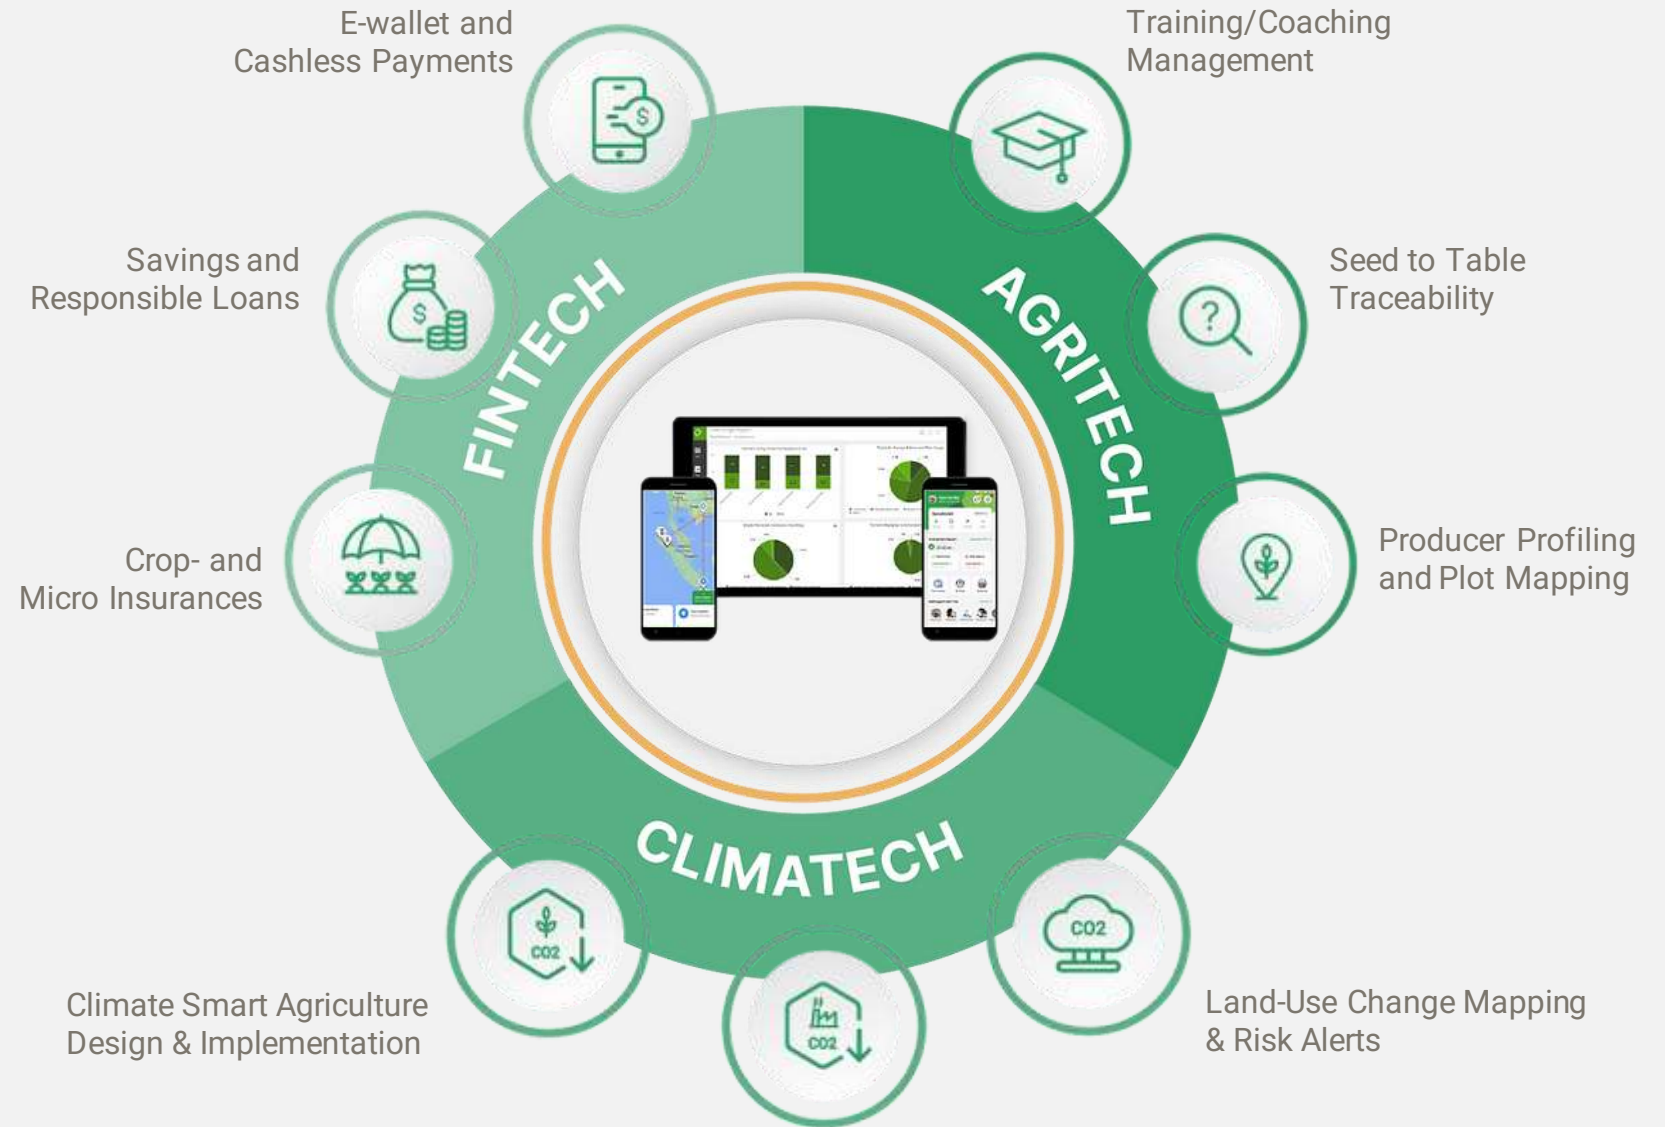 E-wallet and
Cashless Payments
Training/Coaching
Management
Savings and
Responsible Loans
Seed to Table
Traceability
FINTECH
AGRITECH
Crop- and
Micro Insurances
Producer Profiling
and Plot Mapping
CLIMATECH
CO2
CO2
CO2
Climate Smart Agriculture
Design & Implementation
Land-Use Change Mapping
& Risk Alerts
$
$
?